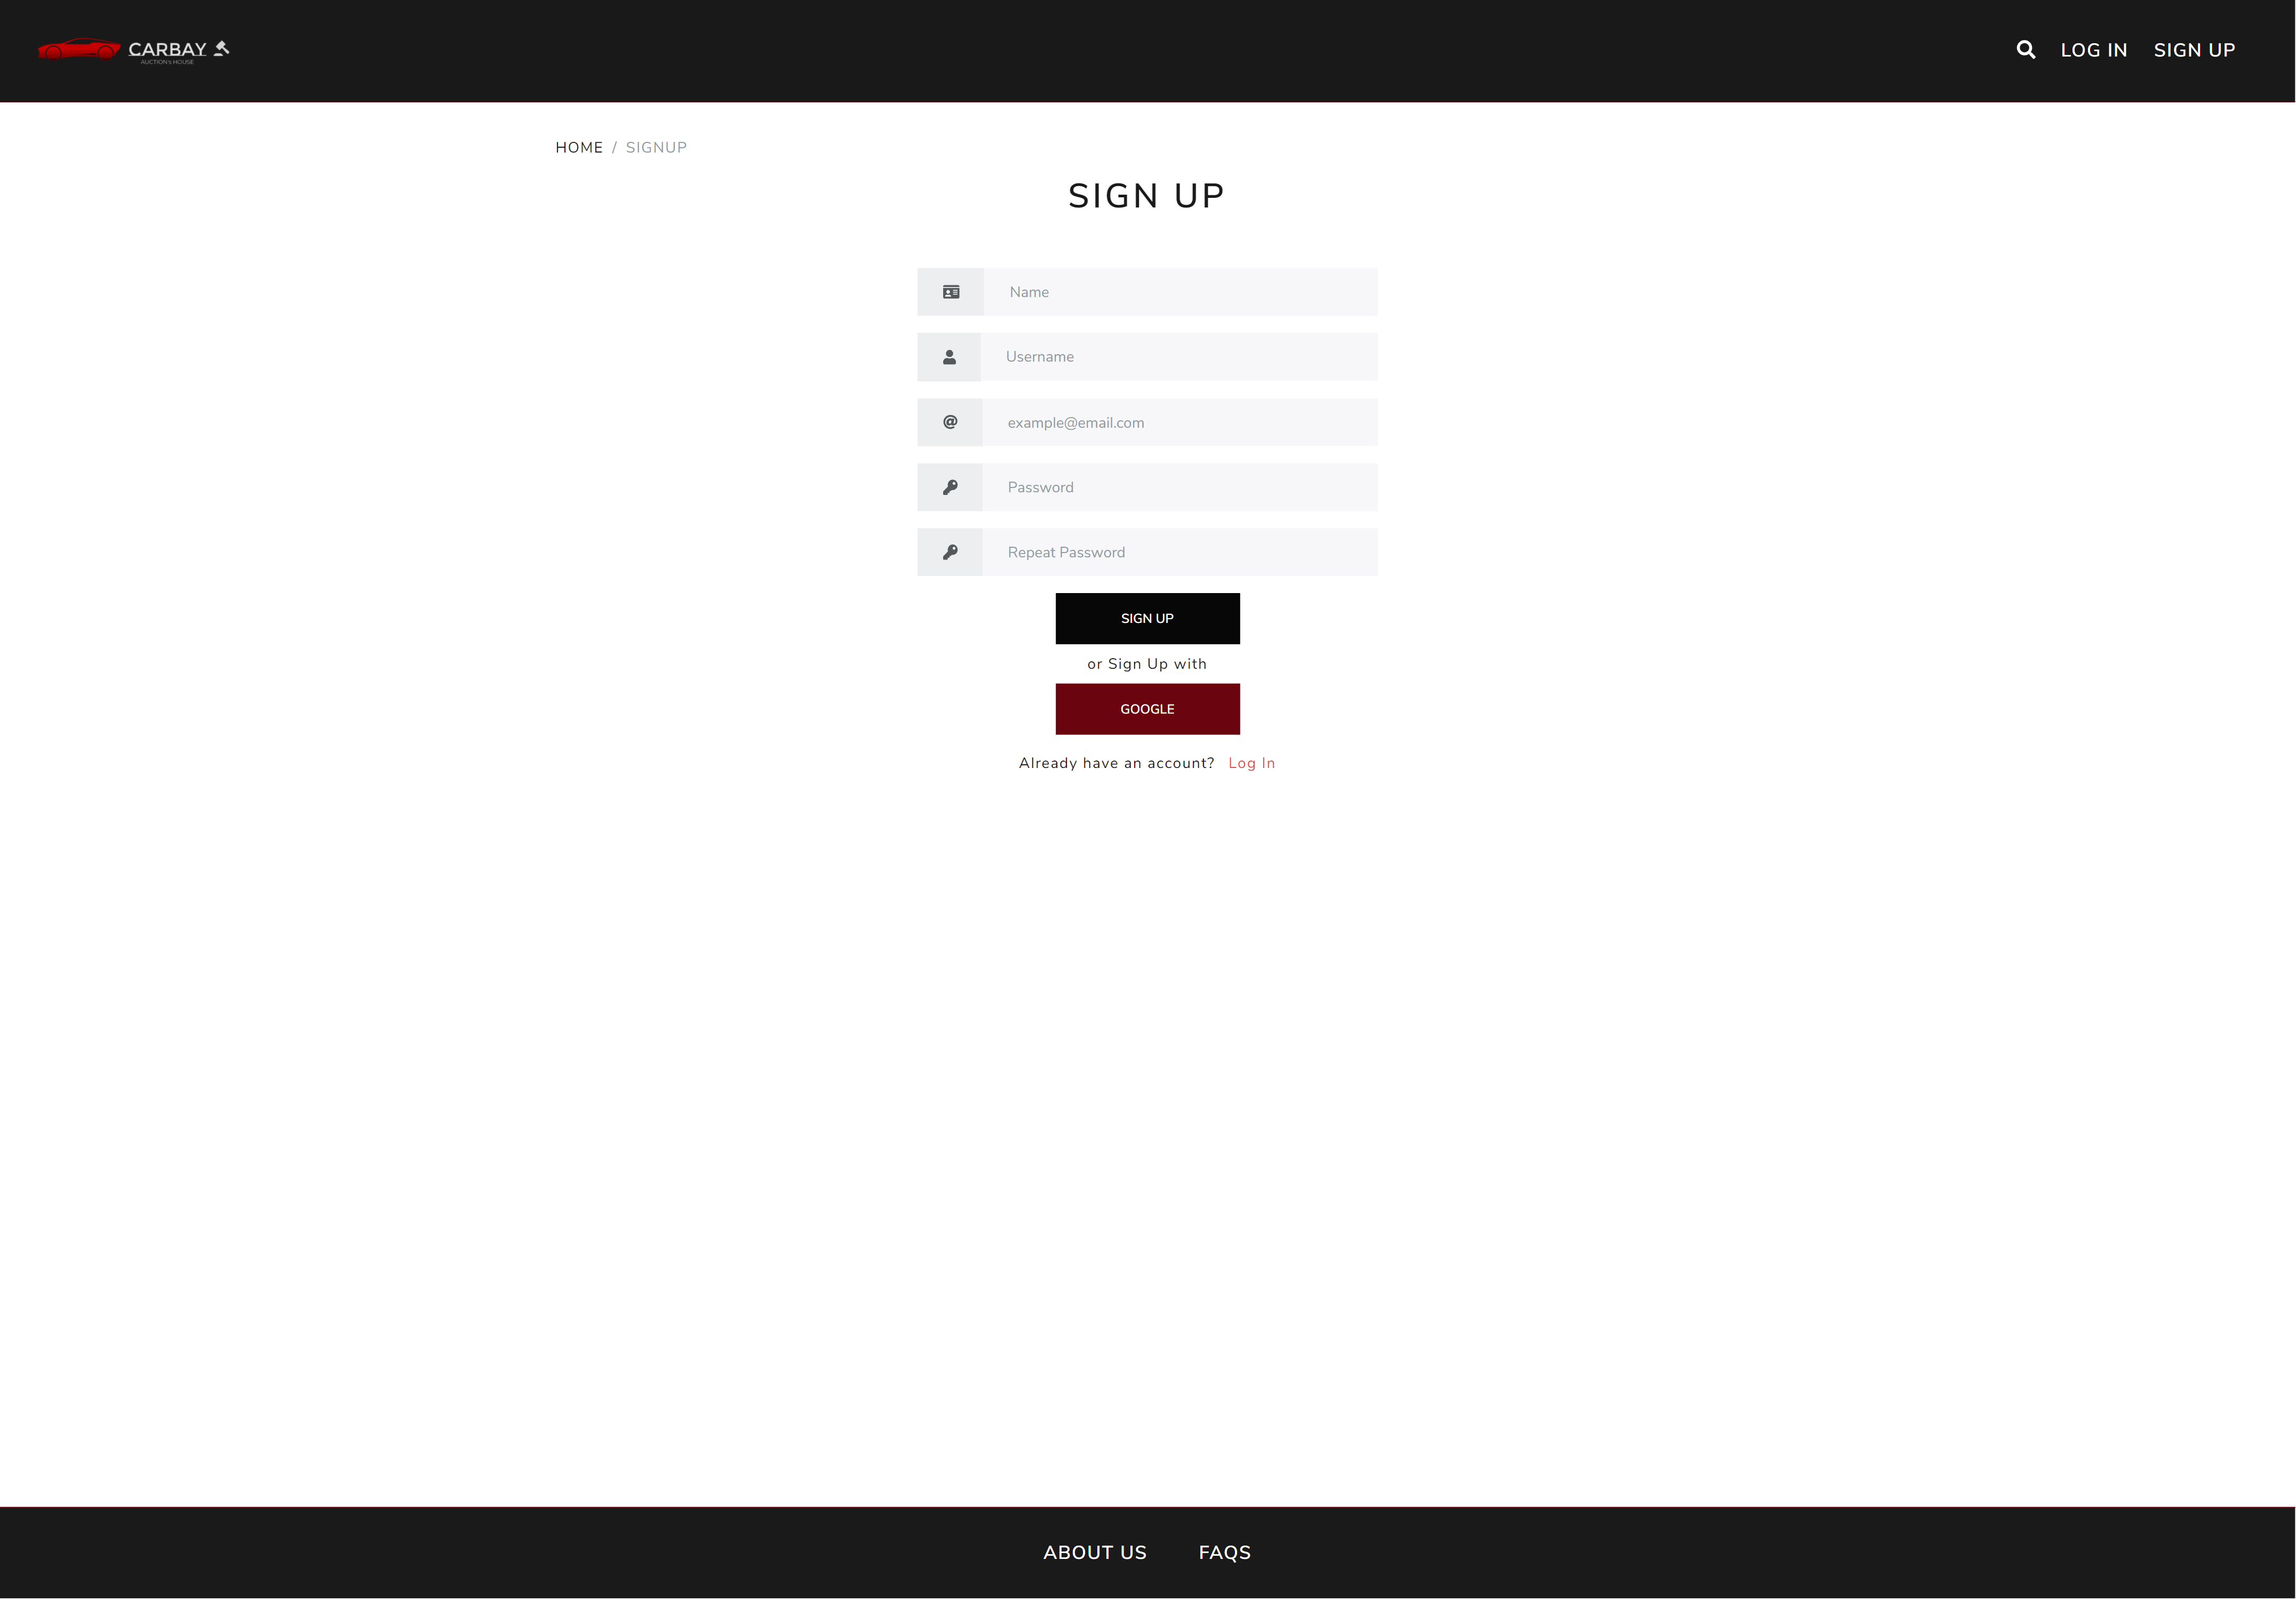 CARBAY
AUCTION's HOUSE
LOG IN SIGN UP
HOME / SIGNUP
SIGN UP
Name
Username
@
example@email.com
Password
Repeat Password
SIGN UP
or Sign Up with
GOOGLE
Already have an account? Log In
ABOUT US FAQS